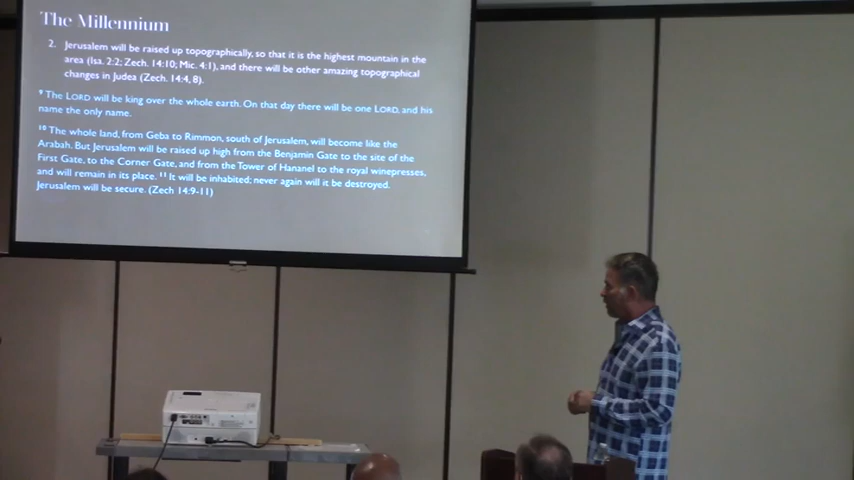 The Millennium
2. Jerusalem will be raised up topographically, so that it is the highest mountain in the
area (Isa. 2:2; Zech. 14:10; Mic. 4:1), and there will be other amazing topographical
changes in Judea (Zech. 14:4, 8).
9 The LORD will be king over the whole earth. On that day there will be one LORD, and his
name the only name.
10 The whole land, from Geba to Rimmon, south of Jerusalem, will become like the
Arabah. But Jerusalem will be raised up high from the Benjamin Gate to the site of the
First Gate, to the Corner Gate, and from the Tower of Hananel to the royal winepresses,
and will remain in its place. 11 It will be inhabited; never again will it be destroyed.
Jerusalem will be secure. (Zech 14:9-11)